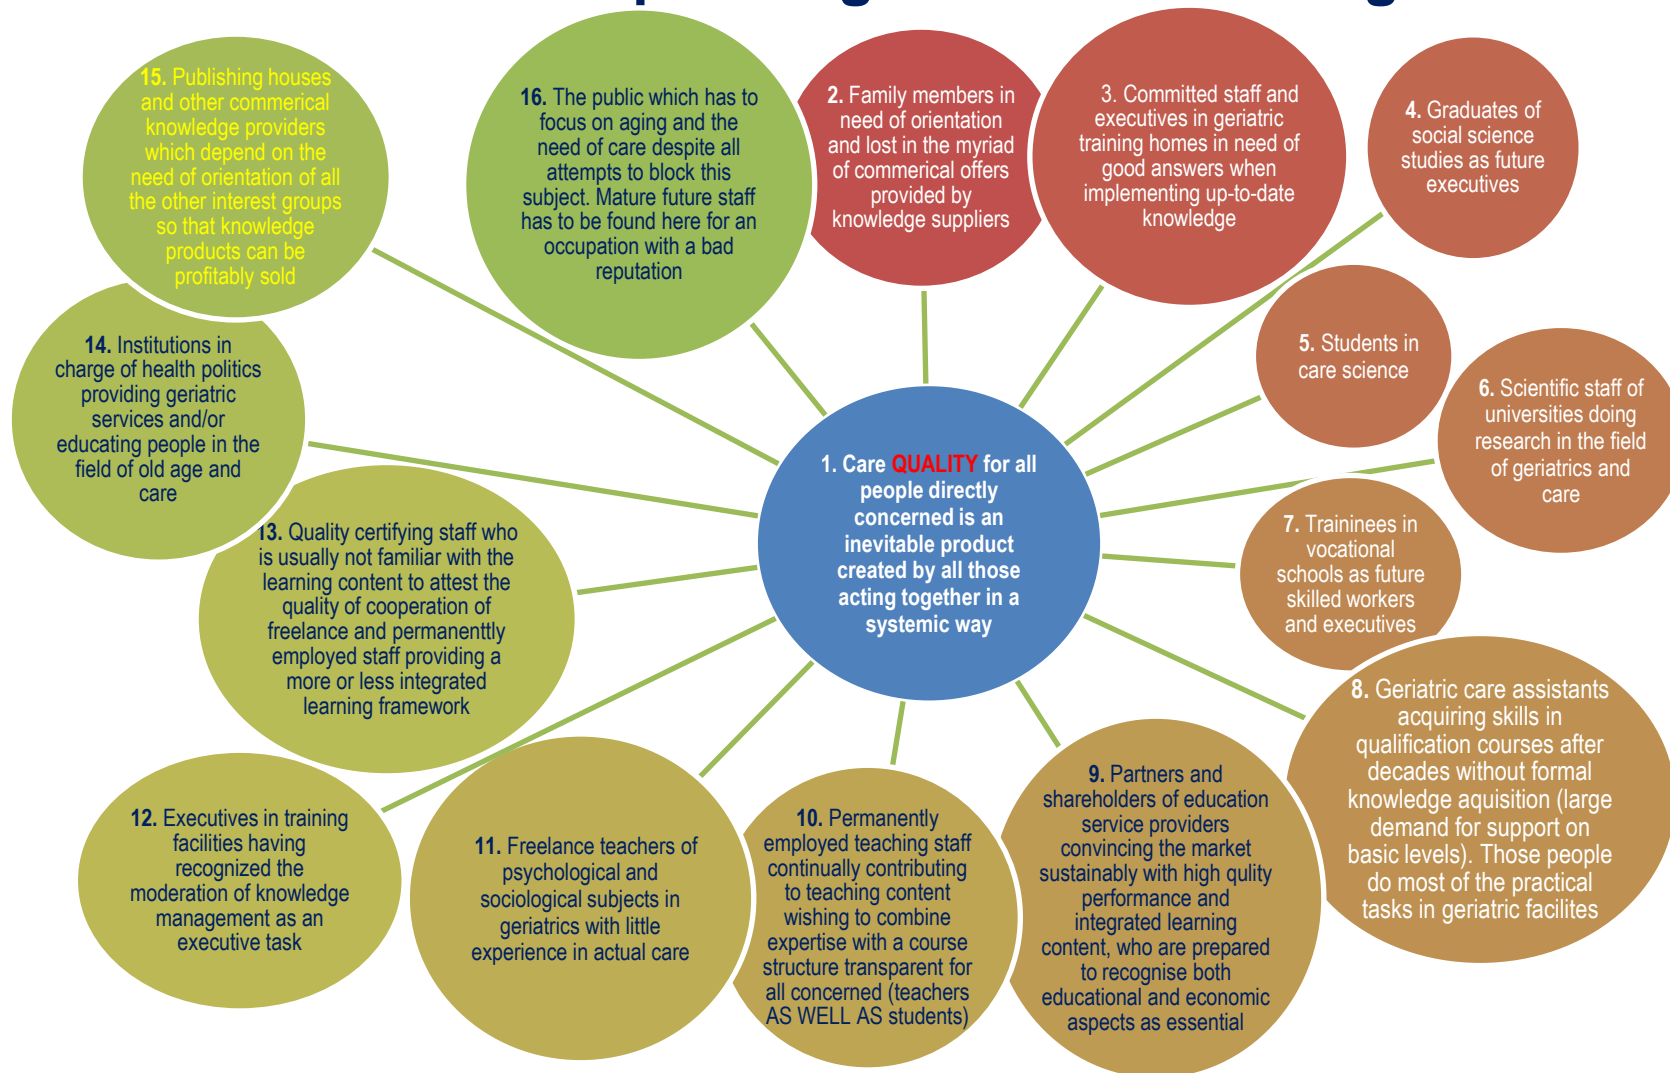 15. Publishing houses
and other commerical
knowledge providers
which depend on the
need of orientation of all
the other interest groups
so that knowledge
products can be
profitably sold
16. The public which has to
focus on aging and the
need of care despite all
attempts to block this
subject. Mature future staff
has to be found here for an
occupation with a bad
reputation
2. Family members in
need of orientation
and lost in the myriad
of commerical offers
provided by
knowledge suppliers
3. Committed staff and
executives in geriatric
training homes in need of
good answers when
implementing up-to-date
knowledge
4. Graduates of
social science
studies as future
executives
5. Students in
care science
6. Scientific staff of
universities doing
research in the field
of geriatrics and
care
14. Institutions in
charge of health politics
providing geriatric
services and/or
educating people in the
field of old age and
care
1. Care QUALITY for all
people directly
concerned is an
inevitable product
created by all those
acting together in a
systemic way
13. Quality certifying staff who
is usually not familiar with the
learning content to attest the
quality of cooperation of
freelance and permanenttly
employed staff providing a
more or less integrated
learning framework
7. Traininees in
vocational
schools as future
skilled workers
and executives
8. Geriatric care assistants
acquiring skills in
qualification courses after
decades without formal
knowledge aquisition (large
demand for support on
basic levels). Those people
do most of the practical
tasks in geriatric facilites
12. Executives in training
facilities having
recognized the
moderation of knowledge
management as an
executive task
11. Freelance teachers of
psychological and
sociological subjects in
geriatrics with little
experience in actual care
10. Permanently
employed teaching staff
continually contributing
to teaching content
wishing to combine
expertise with a course
structure transparent for
all concerned (teachers
AS WELL AS students)
9. Partners and
shareholders of education
service providers
convincing the market
sustainably with high qulity
performance and
integrated learning
content, who are prepared
to recognise both
educational and economic
aspects as essential